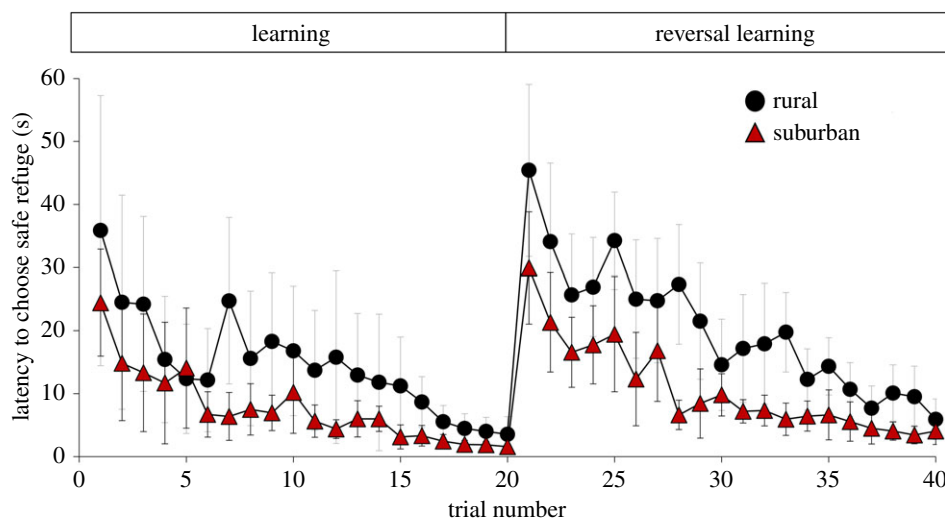 learning reversal learning
60
50
40
30
20
10
0
latency to choose safe refuge (s)
rural
suburban
0 5 10 15 20 25 30 35 40
trial number